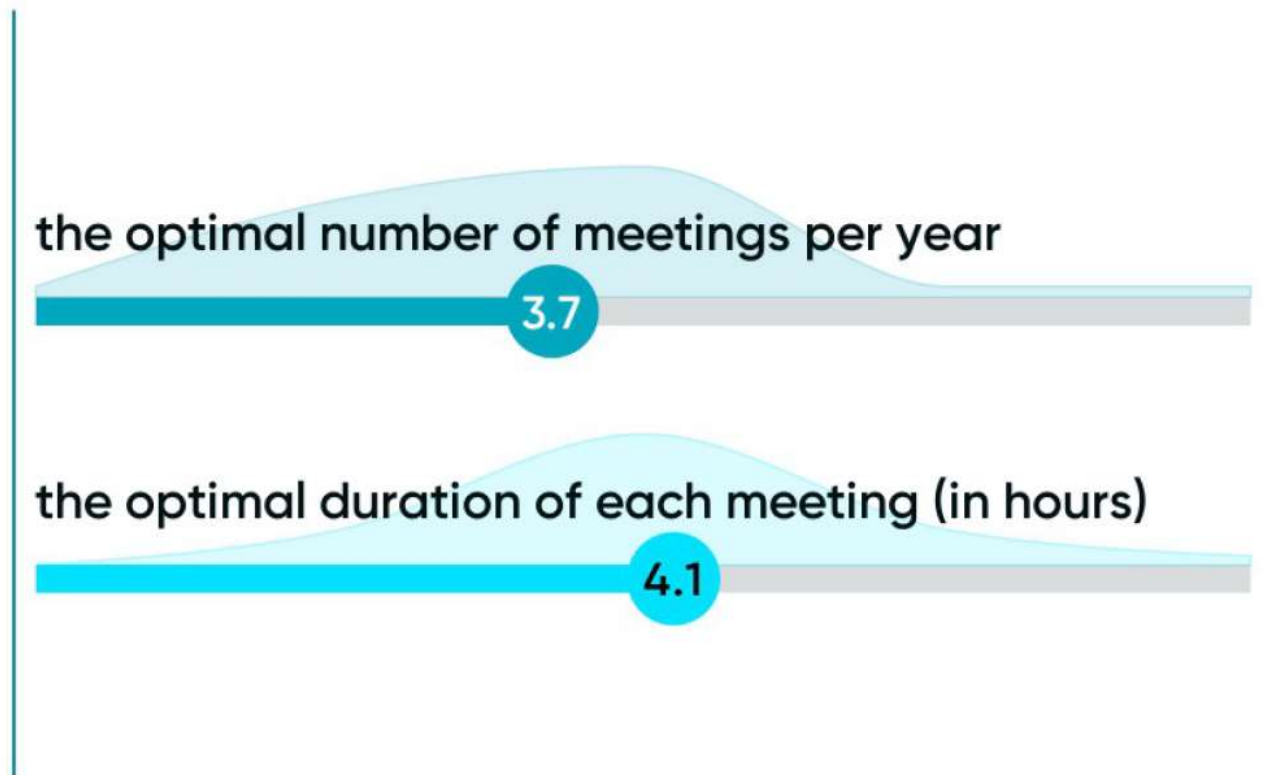 the optimal number of meetings per year
3.7
the optimal duration of each meeting (in hours)
4.1